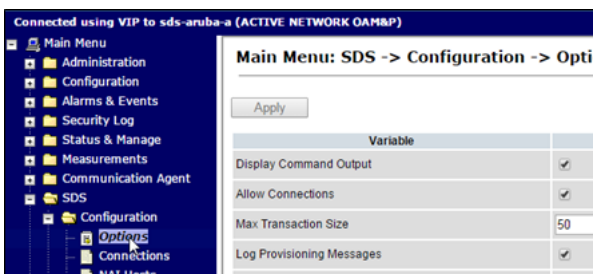 Connected using VIP to sds-aruba-a (ACTIVE NETWORK OAM&P)
Main Menu
Administration
Configuration
Alarms & Events
Security Log
Status & Manage
Measurements
Communication Agent
SDS
Configuration
Options
Connections
NAI Hosts
Main Menu: SDS -> Configuration -> Opti
Apply
Variable
Display Command Output
Allow Connections
Max Transaction Size 50
Log Provisioning Messages